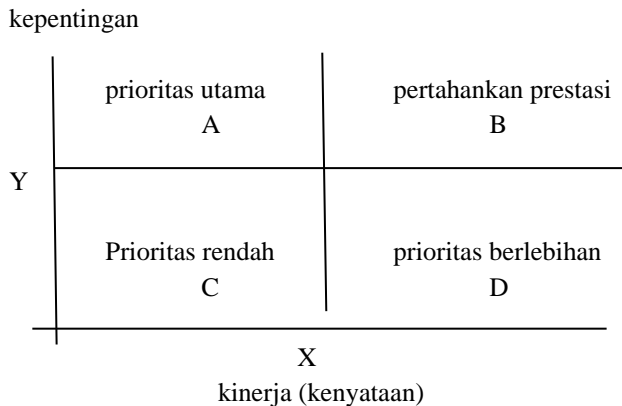 kepentingan
prioritas utama
A
pertahankan prestasi
B
Y
Prioritas rendah
C
prioritas berlebihan
D
X
kinerja (kenyataan)